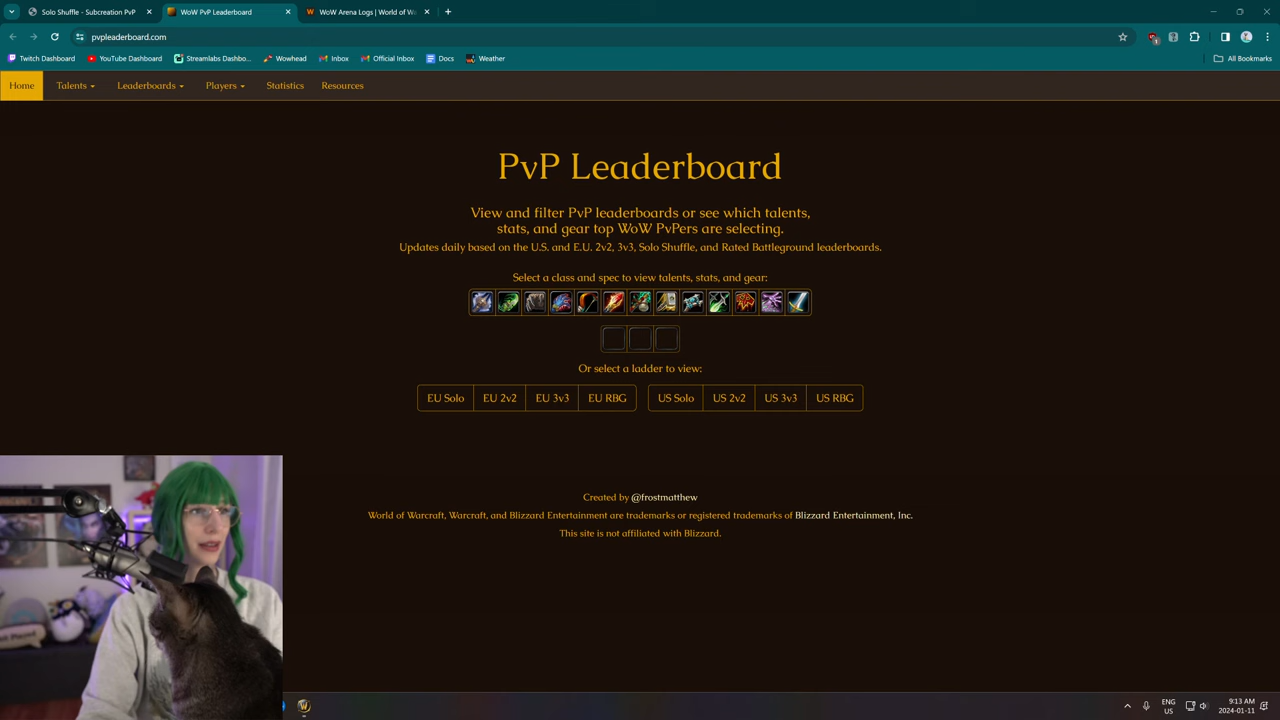 Solo Shuffle - Subcreation PvP
WoW PvP Leaderboard
WoW Arena Logs | World of Wa
pvpleaderboard.com
Twitch Dashboard
YouTube Dashboard
Streamlabs Dashbo...
Wowhead
Inbox
Official Inbox
Docs
Weather
All Bookmarks
Home
Talents
Leaderboards
Players
Statistics
Resources
PvP Leaderboard
View and filter PvP leaderboards or see which talents,
stats, and gear top WoW PvPers are selecting.
Updates daily based on the U.S. and E.U. 2v2, 3v3, Solo Shuffle, and Rated Battleground leaderboards.
Select a class and spec to view talents, stats, and gear:
Or select a ladder to view:
EU Solo
EU 2v2
EU 3v3
EU RBG
US Solo
US 2v2
US 3v3
US RBG
Created by @frostmatthew
World of Warcraft, Warcraft, and Blizzard Entertainment are trademarks or registered trademarks of Blizzard Entertainment, Inc.
This site is not affiliated with Blizzard.
ENG
US
9:13 AM
2024-01-11